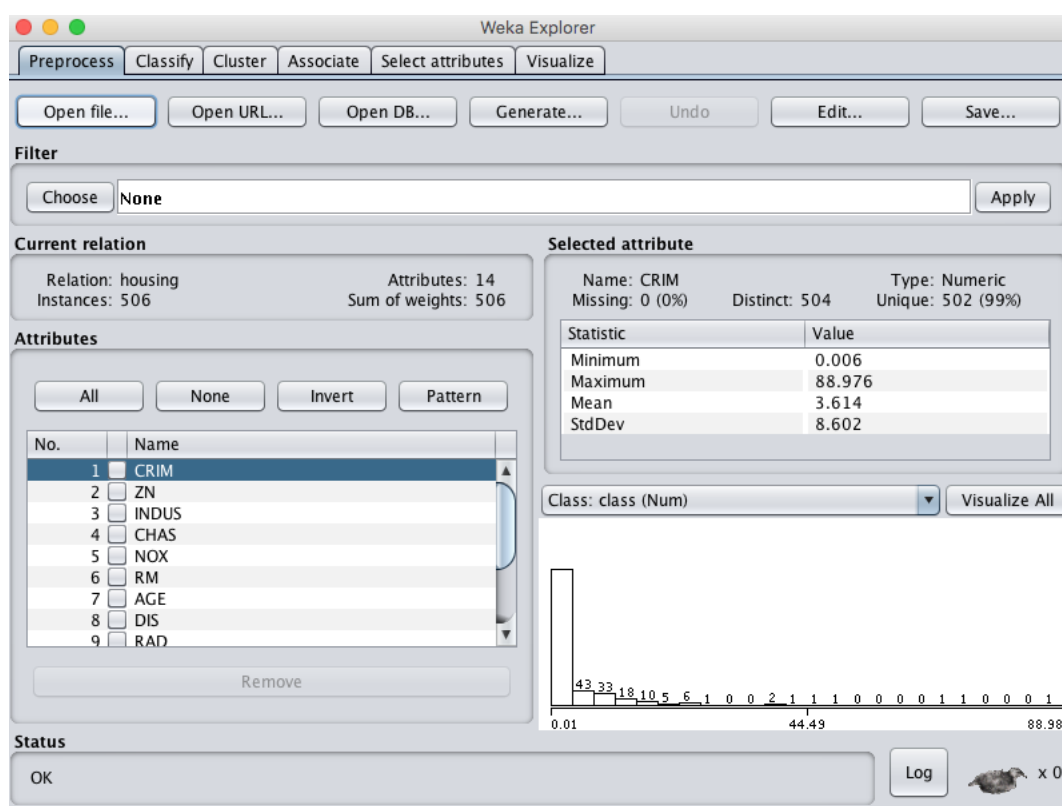 Weka Explorer
Preprocess Classify Cluster Associate Select attributes Visualize
Open file... Open URL... Open DB... Generate... Undo Edit... Save...
Filter
Choose None Apply
Current relation
Relation: housing Attributes: 14
Instances: 506 Sum of weights: 506
Attributes
All None Invert Pattern
No. Name
1 CRIM
2 ZN
3 INDUS
4 CHAS
5 NOX
6 RM
7 AGE
8 DIS
9 RAD
Remove
Selected attribute
Name: CRIM Type: Numeric
Missing: 0 (0%) Distinct: 504 Unique: 502 (99%)
Statistic Value
Minimum 0.006
Maximum 88.976
Mean 3.614
StdDev 8.602
Class: class (Num) Visualize All
43 33 18 10 5 6 1 0 0 2 1 1 1 0 0 0 0 1 1 0 0 0 1
0.01 44.49 88.98
Status
OK Log x 0